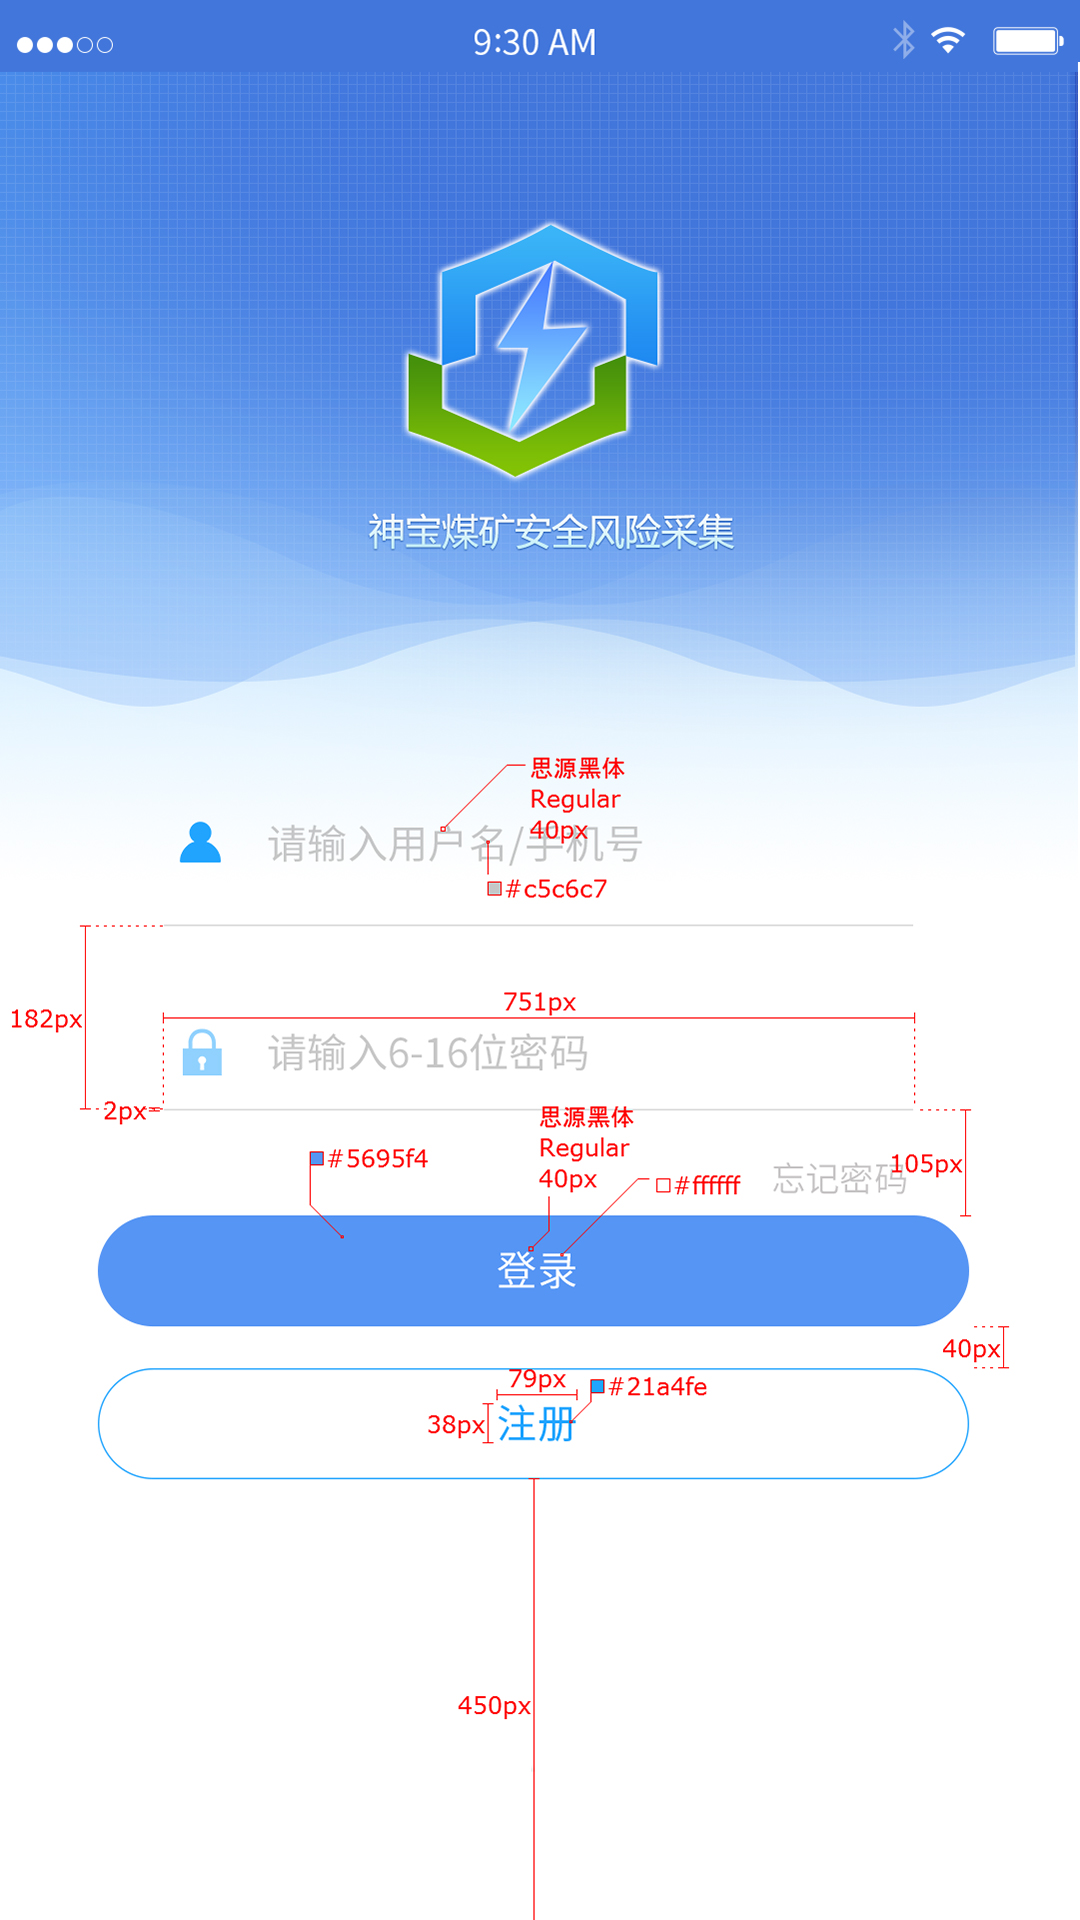 9:30 AM
神宝煤矿安全风险采集
思源黑体
Regular
40px
请输入用户名/手机号
#c5c6c7
182px
751px
请输入6-16位密码
2px
思源黑体
Regular
40px
#5695f4
#ffffff
忘记密码
105px
登录
40px
79px
#21a4fe
38px
注册
450px